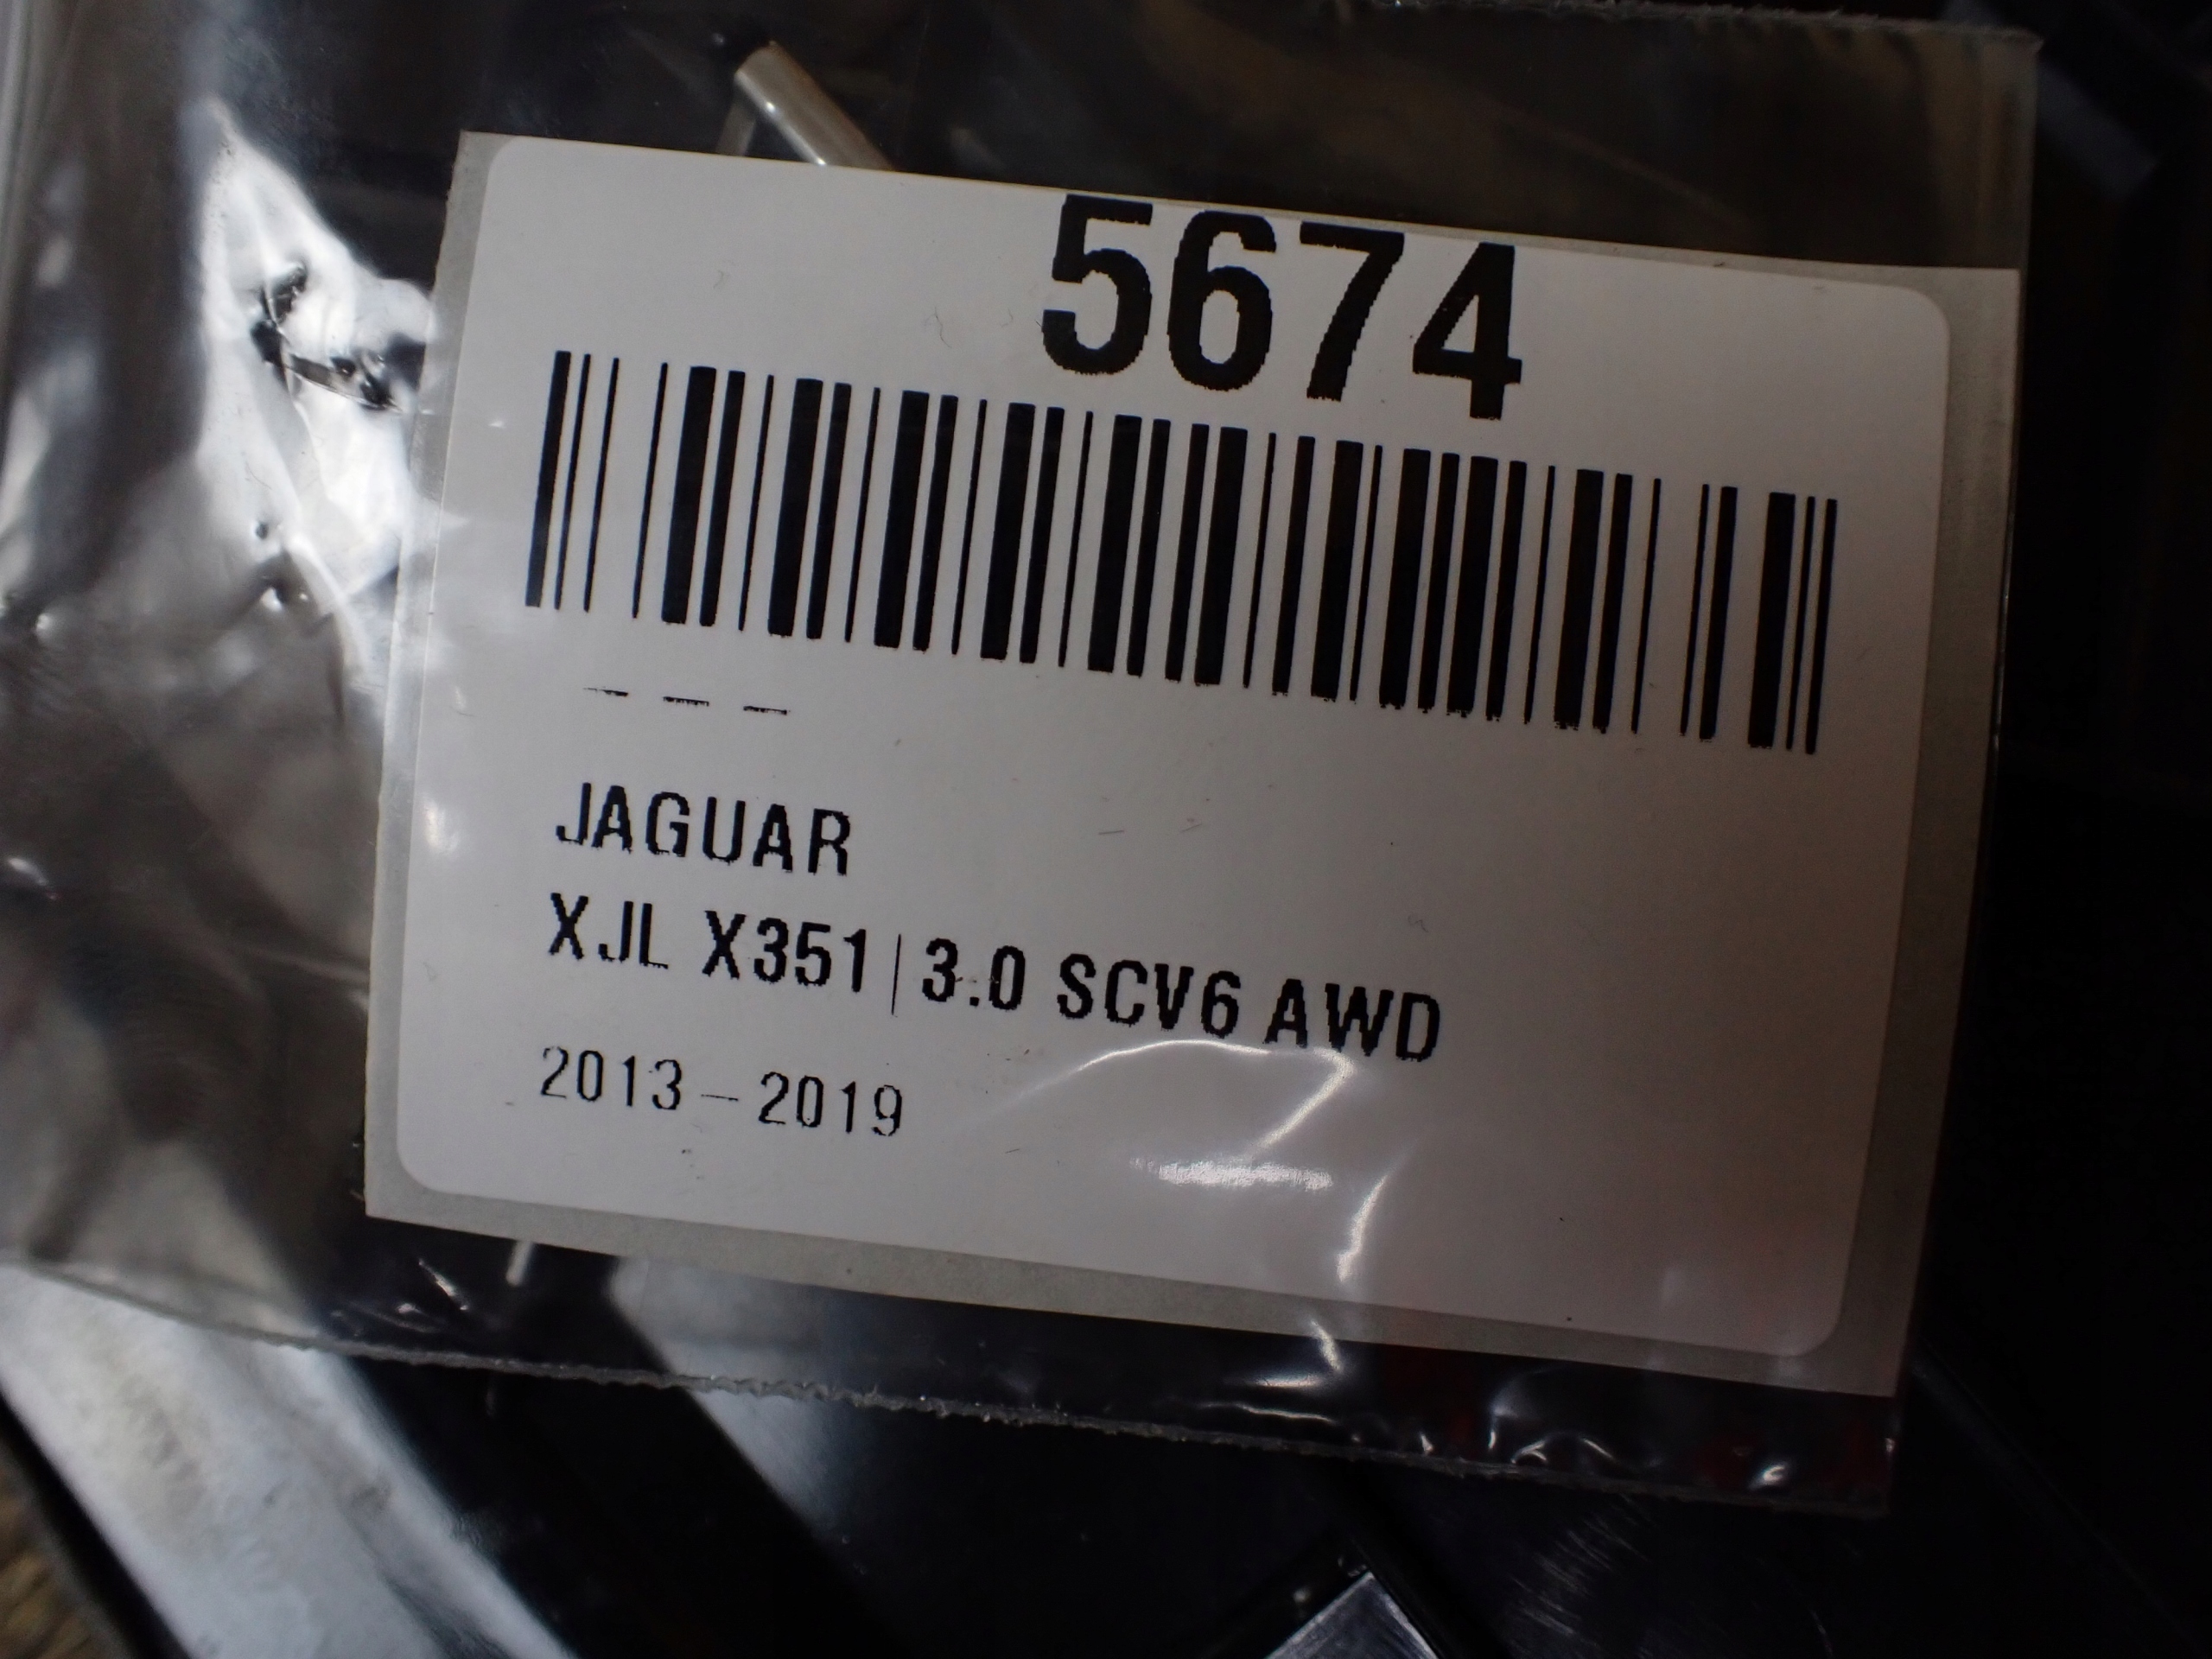 5674
---
JAGUAR
XJL X351|3.0 SCV6 AWD
2013-2019